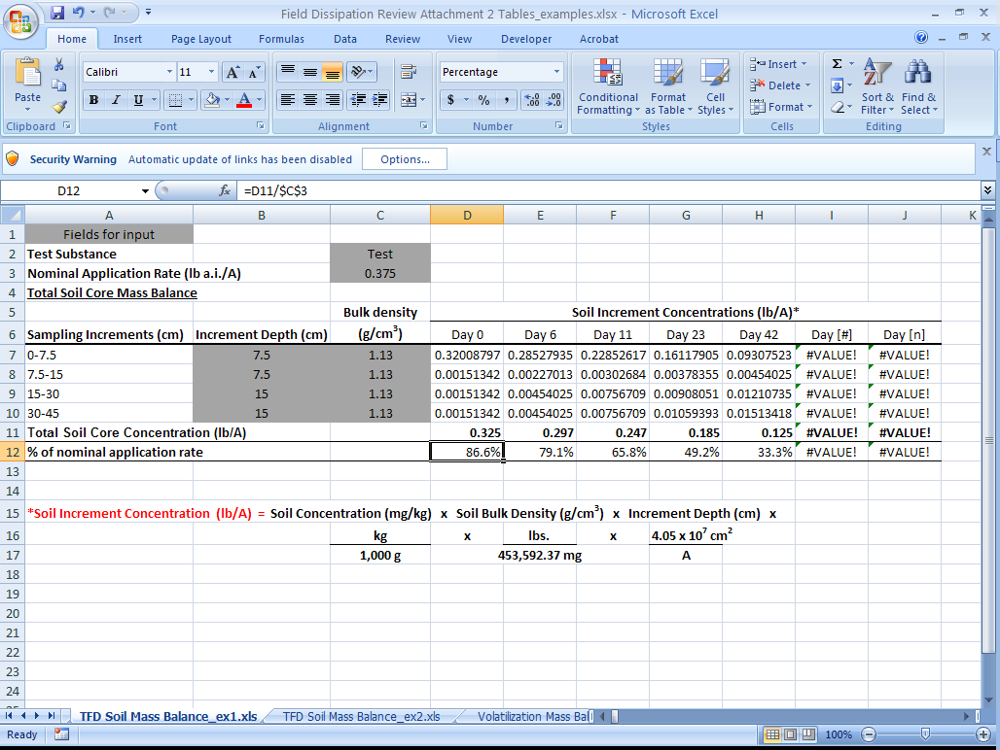 Field Dissipation Review Attachment 2 Tables_examples.xlsx - Microsoft Excel
Home Insert Page Layout Formulas Data Review View Developer Acrobat
Calibri 11 Percentage Insert Σ
Paste B I U $ % , Conditional Formatting Format as Table Cell Styles Delete Format Sort & Filter Find & Select
Clipboard Font Alignment Number Styles Cells Editing
Security Warning Automatic update of links has been disabled Options...
D12 fx =D11/$C$3
A B C D E F G H I J K
1 Fields for input
2 Test Substance Test
3 Nominal Application Rate (lb a.i./A) 0.375
4 Total Soil Core Mass Balance
5 Bulk density Soil Increment Concentrations (lb/A)*
6 Sampling Increments (cm) Increment Depth (cm) (g/cm³) Day 0 Day 6 Day 11 Day 23 Day 42 Day [#] Day [n]
7 0-7.5 7.5 1.13 0.32008797 0.28527935 0.22852617 0.16117905 0.09307523 #VALUE! #VALUE!
8 7.5-15 7.5 1.13 0.00151342 0.00227013 0.00302684 0.00378355 0.00454025 #VALUE! #VALUE!
9 15-30 15 1.13 0.00151342 0.00454025 0.00756709 0.00908051 0.01210735 #VALUE! #VALUE!
10 30-45 15 1.13 0.00151342 0.00454025 0.00756709 0.01059393 0.01513418 #VALUE! #VALUE!
11 Total Soil Core Concentration (lb/A) 0.325 0.297 0.247 0.185 0.125 #VALUE! #VALUE!
12 % of nominal application rate 86.6% 79.1% 65.8% 49.2% 33.3% #VALUE! #VALUE!
13
14
15 *Soil Increment Concentration (lb/A) = Soil Concentration (mg/kg) x Soil Bulk Density (g/cm³) x Increment Depth (cm) x
16 kg x lbs. x 4.05 x 10⁷ cm²
17 1,000 g 453,592.37 mg A
18
19
20
21
22
23
24
TFD Soil Mass Balance_ex1.xls TFD Soil Mass Balance_ex2.xls Volatilization Mass Bal
Ready 100%